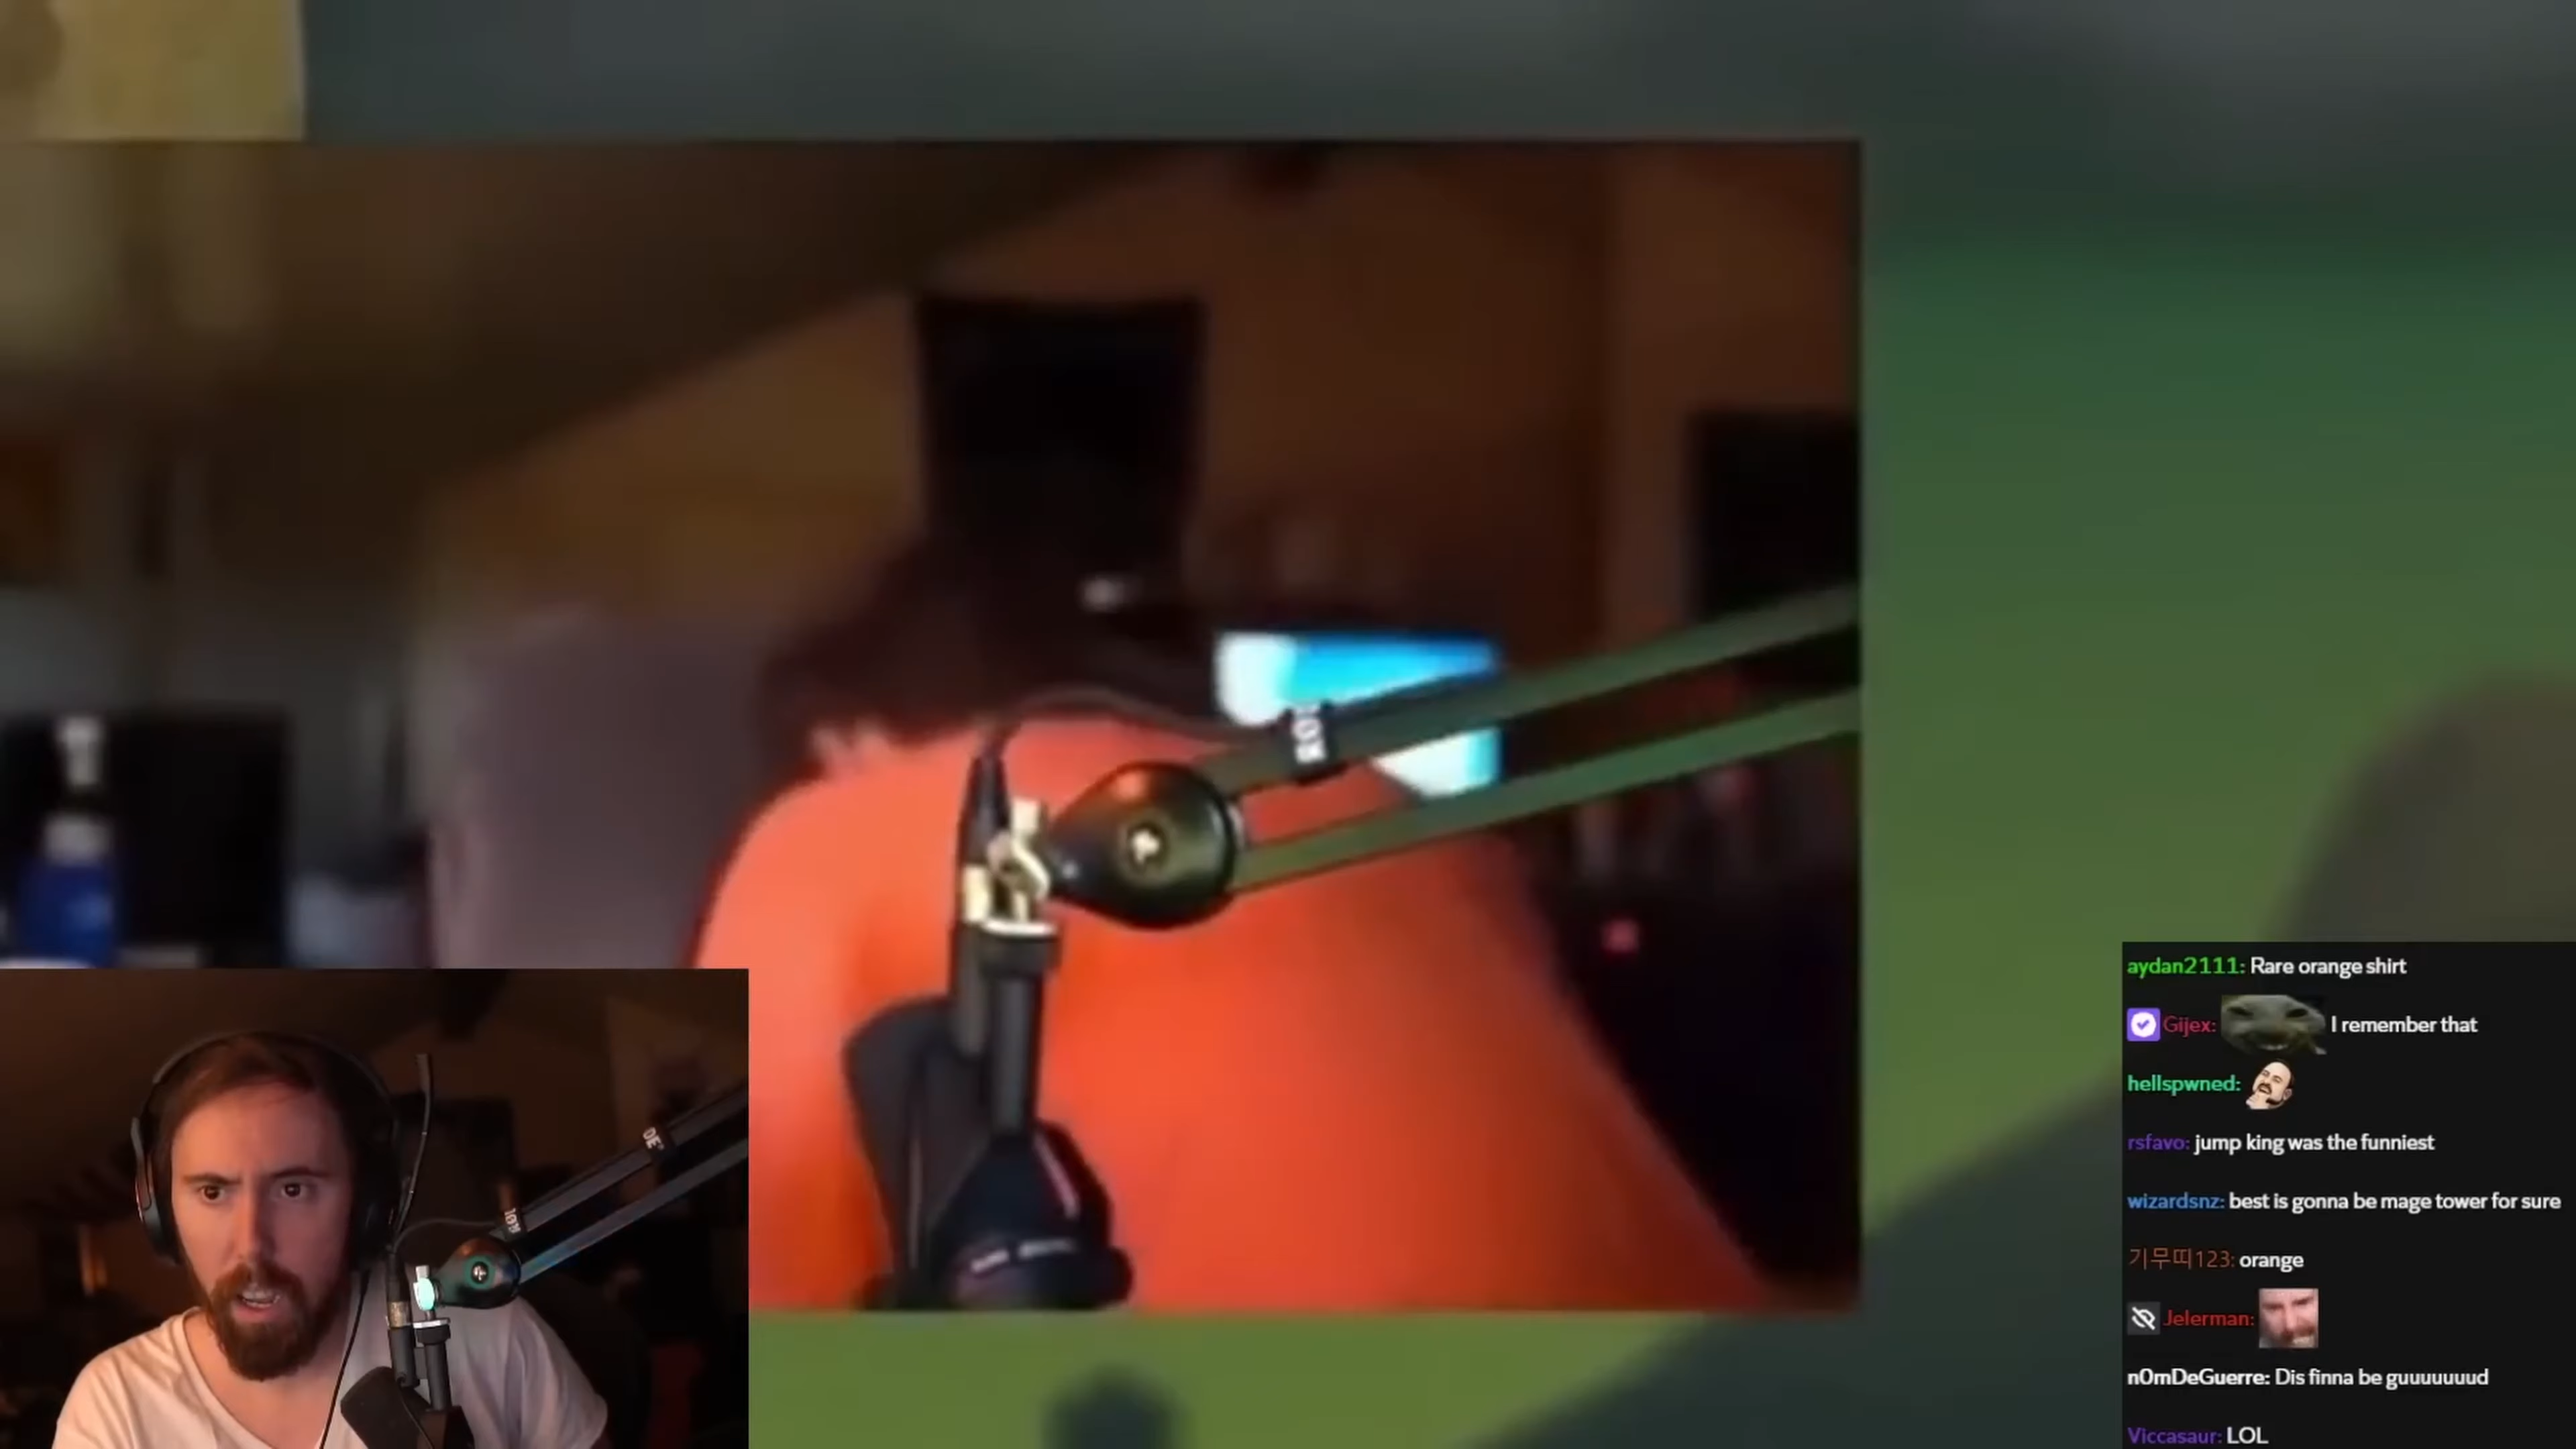 aydan2111: Rare orange shirt
Gijex: I remember that
hellspwned:
rsfavo: jump king was the funniest
wizardsnz: best is gonna be mage tower for sure
기무띠123: orange
Jelerman:
n0mDeGuerre: Dis finna be guuuuuuud
Viccasaur: LOL